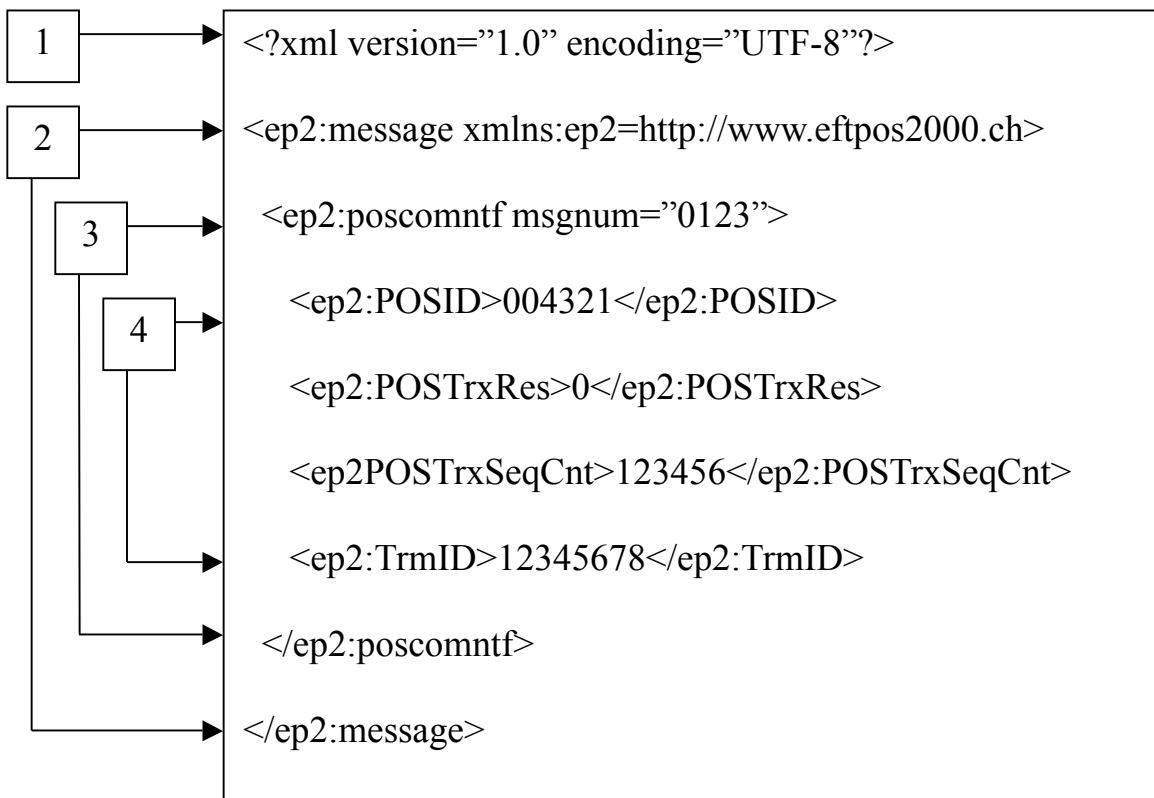 1 <?xml version=”1.0” encoding=”UTF-8”?>
2 <ep2:message xmlns:ep2=http://www.eftpos2000.ch>
3 <ep2:poscomntf msgnum=”0123”>
<ep2:POSID>004321</ep2:POSID>
4
<ep2:POSTrxRes>0</ep2:POSTrxRes>
<ep2POSTrxSeqCnt>123456</ep2:POSTrxSeqCnt>
<ep2:TrmID>12345678</ep2:TrmID>
</ep2:poscomntf>
</ep2:message>